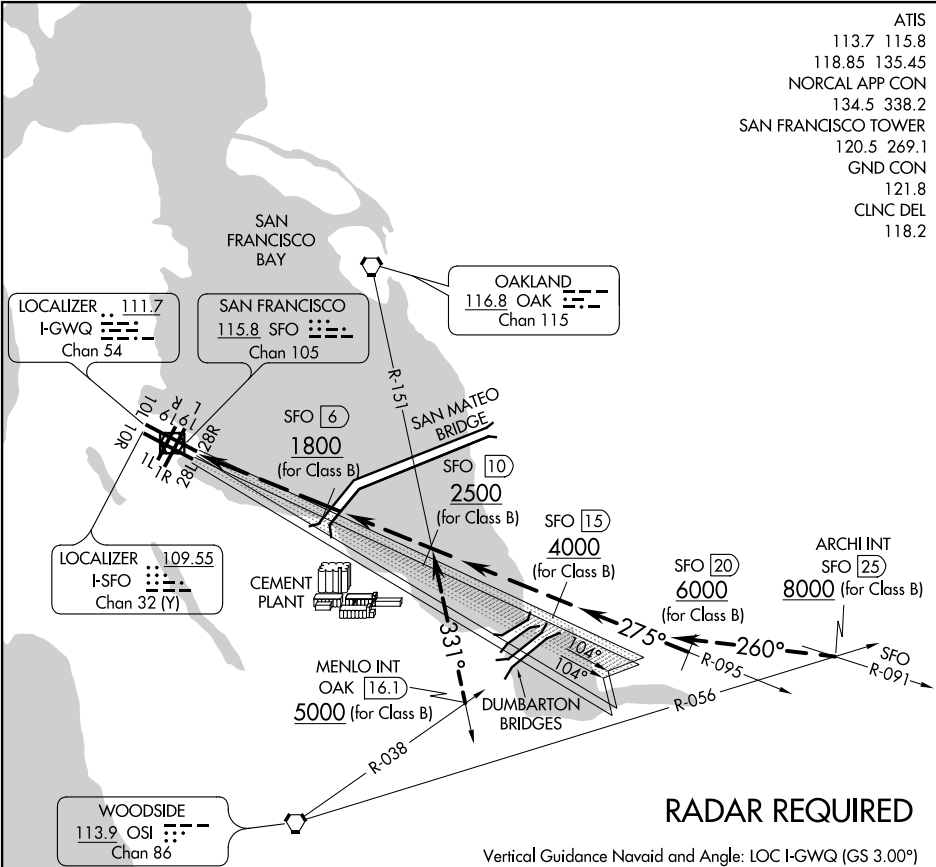 ATIS
113.7 115.8
118.85 135.45
NORCAL APP CON
134.5 338.2
SAN FRANCISCO TOWER
120.5 269.1
GND CON
121.8
CLNC DEL
118.2
SAN
FRANCISCO
BAY
OAKLAND
116.8 OAK
Chan 115
LOCALIZER 111.7
I-GWQ
Chan 54
SAN FRANCISCO
115.8 SFO
Chan 105
R-151
SAN MATEO
BRIDGE
10L
10R
19R
19L
28R
28L
1L
1R
SFO 6
1800
(for Class B)
SFO 10
2500
(for Class B)
SFO 15
4000
(for Class B)
SFO 20
6000
(for Class B)
ARCHI INT
SFO 25
8000 (for Class B)
LOCALIZER 109.55
I-SFO
Chan 32 (Y)
CEMENT
PLANT
331°
275°
260°
104°
104°
R-095
SFO
R-091
MENLO INT
OAK 16.1
5000 (for Class B)
DUMBARTON
BRIDGES
R-056
R-038
WOODSIDE
113.9 OSI
Chan 86
RADAR REQUIRED
Vertical Guidance Navaid and Angle: LOC I-GWQ (GS 3.00°)